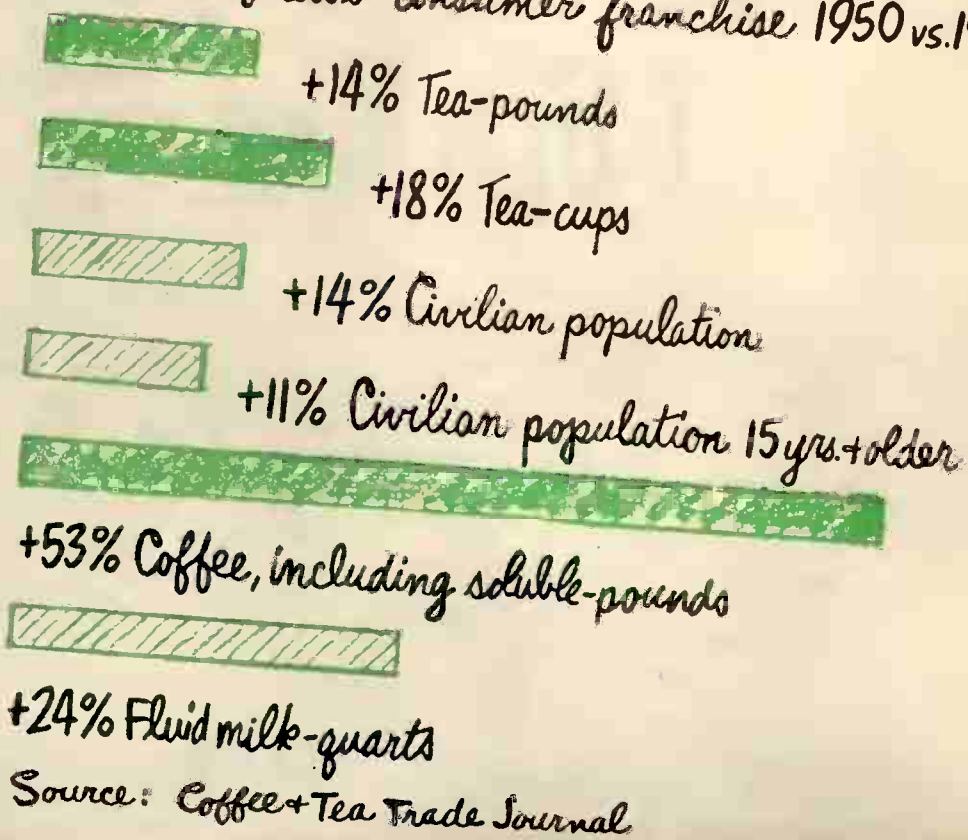 consumer franchise 1950 vs.
+14% Tea-pounds
+18% Tea-cups
+14% Civilian population
+11% Civilian population 15 yrs.+older
+53% Coffee, including soluble-pounds
+24% Fluid milk-quarts
Source: Coffee+Tea Trade Journal